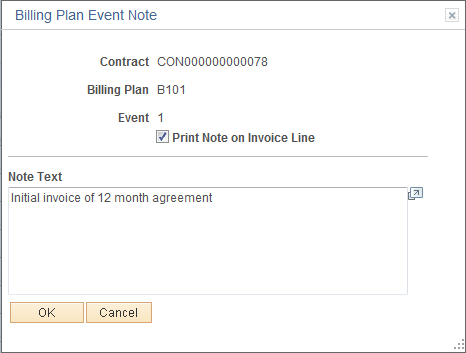 Billing Plan Event Note
Contract CON000000000078
Billing Plan B101
Event 1
Print Note on Invoice Line
Note Text
Initial invoice of 12 month agreement
OK Cancel